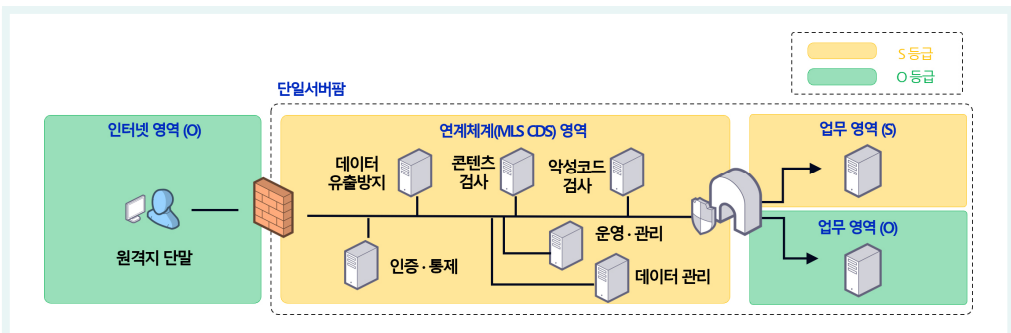 S 등급
O 등급
단일서버팜
인터넷 영역 (O)
원격지 단말
연계체계(MLS CDS) 영역
데이터
유출방지
콘텐츠
검사
악성코드
검사
인증 · 통제
운영 · 관리
데이터 관리
업무 영역 (S)
업무 영역 (O)